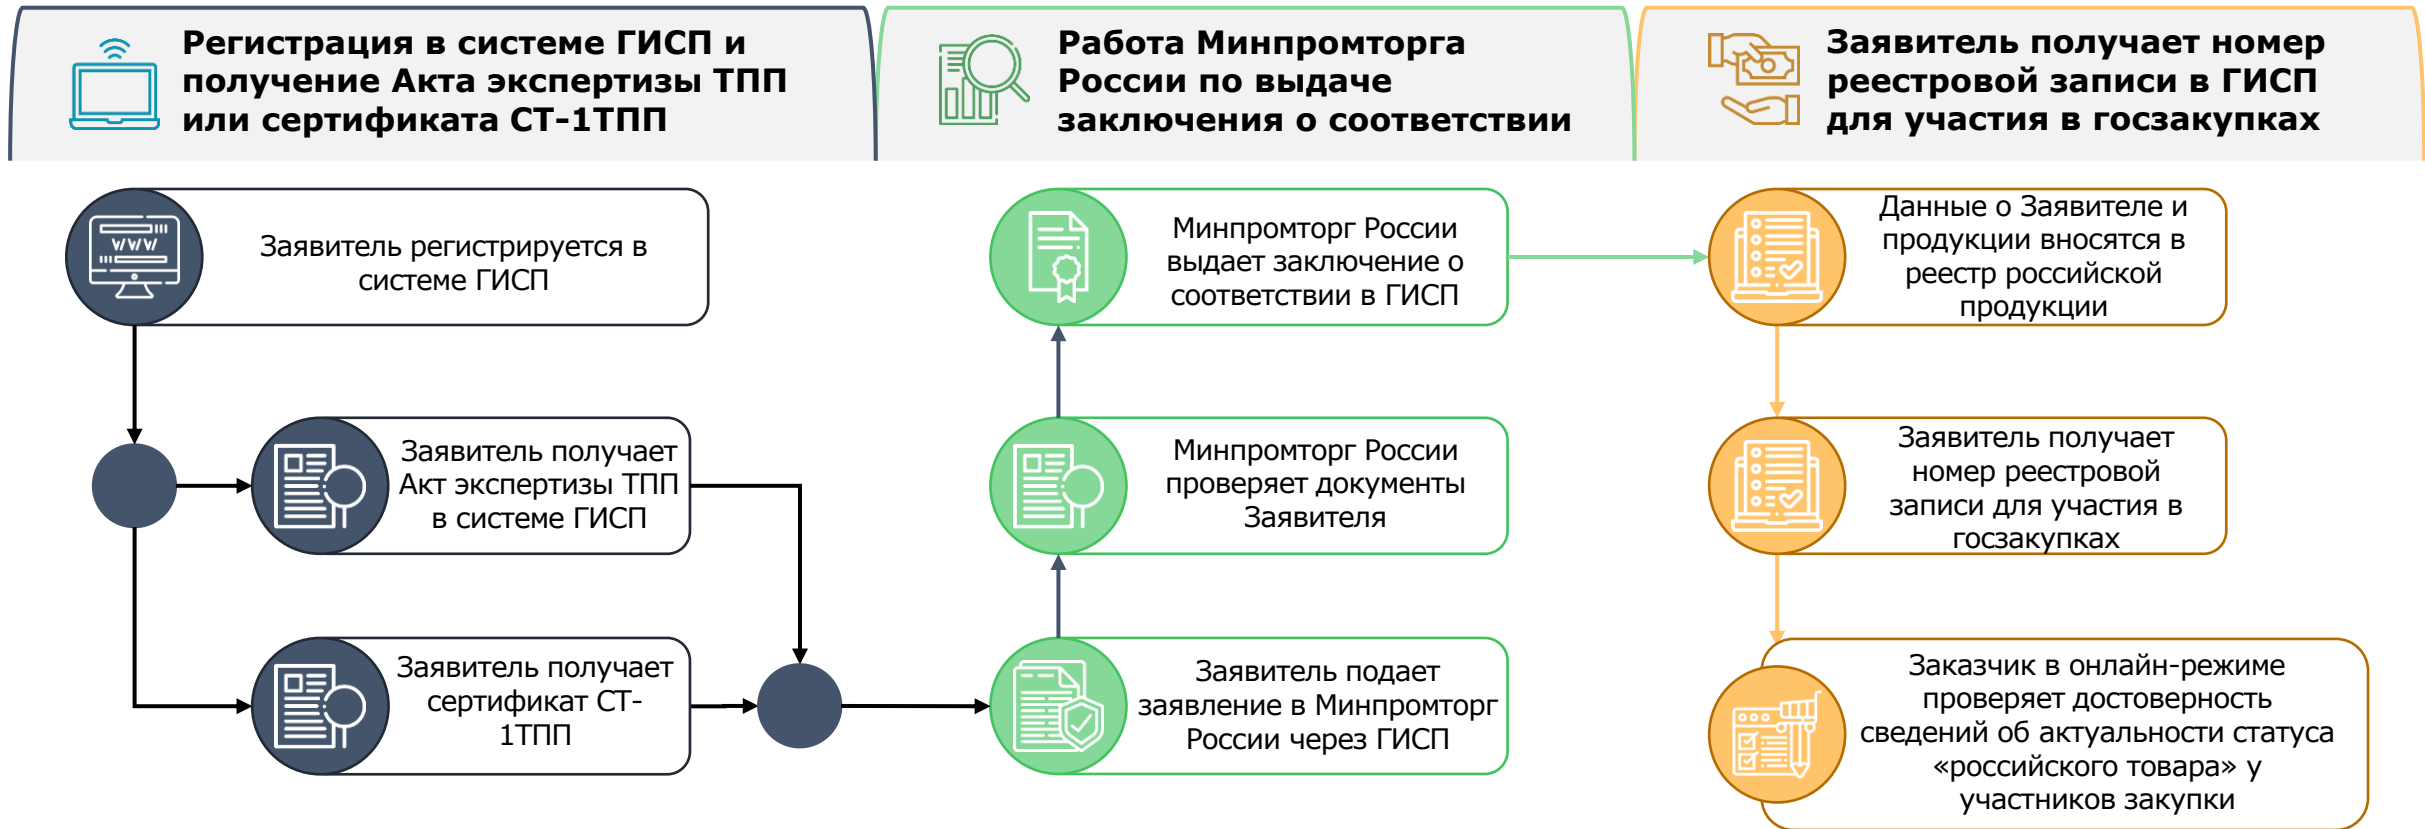 Регистрация в системе ГИСП и
получение Акта экспертизы ТПП
или сертификата СТ-1ТПП
Работа Минпромторга
России по выдаче
заключения о соответствии
Заявитель получает номер
реестровой записи в ГИСП
для участия в госзакупках
WWW
Заявитель регистрируется в
системе ГИСП
Заявитель получает
Акт экспертизы ТПП
в системе ГИСП
Заявитель получает
сертификат СТ-
1ТПП
Минпромторг России
выдает заключение о
соответствии в ГИСП
Минпромторг России
проверяет документы
Заявителя
Заявитель подает
заявление в Минпромторг
России через ГИСП
Данные о Заявителе и
продукции вносятся в
реестр российской
продукции
Заявитель получает
номер реестровой
записи для участия в
госзакупках
Заказчик в онлайн-режиме
проверяет достоверность
сведений об актуальности статуса
«российского товара» у
участников закупки